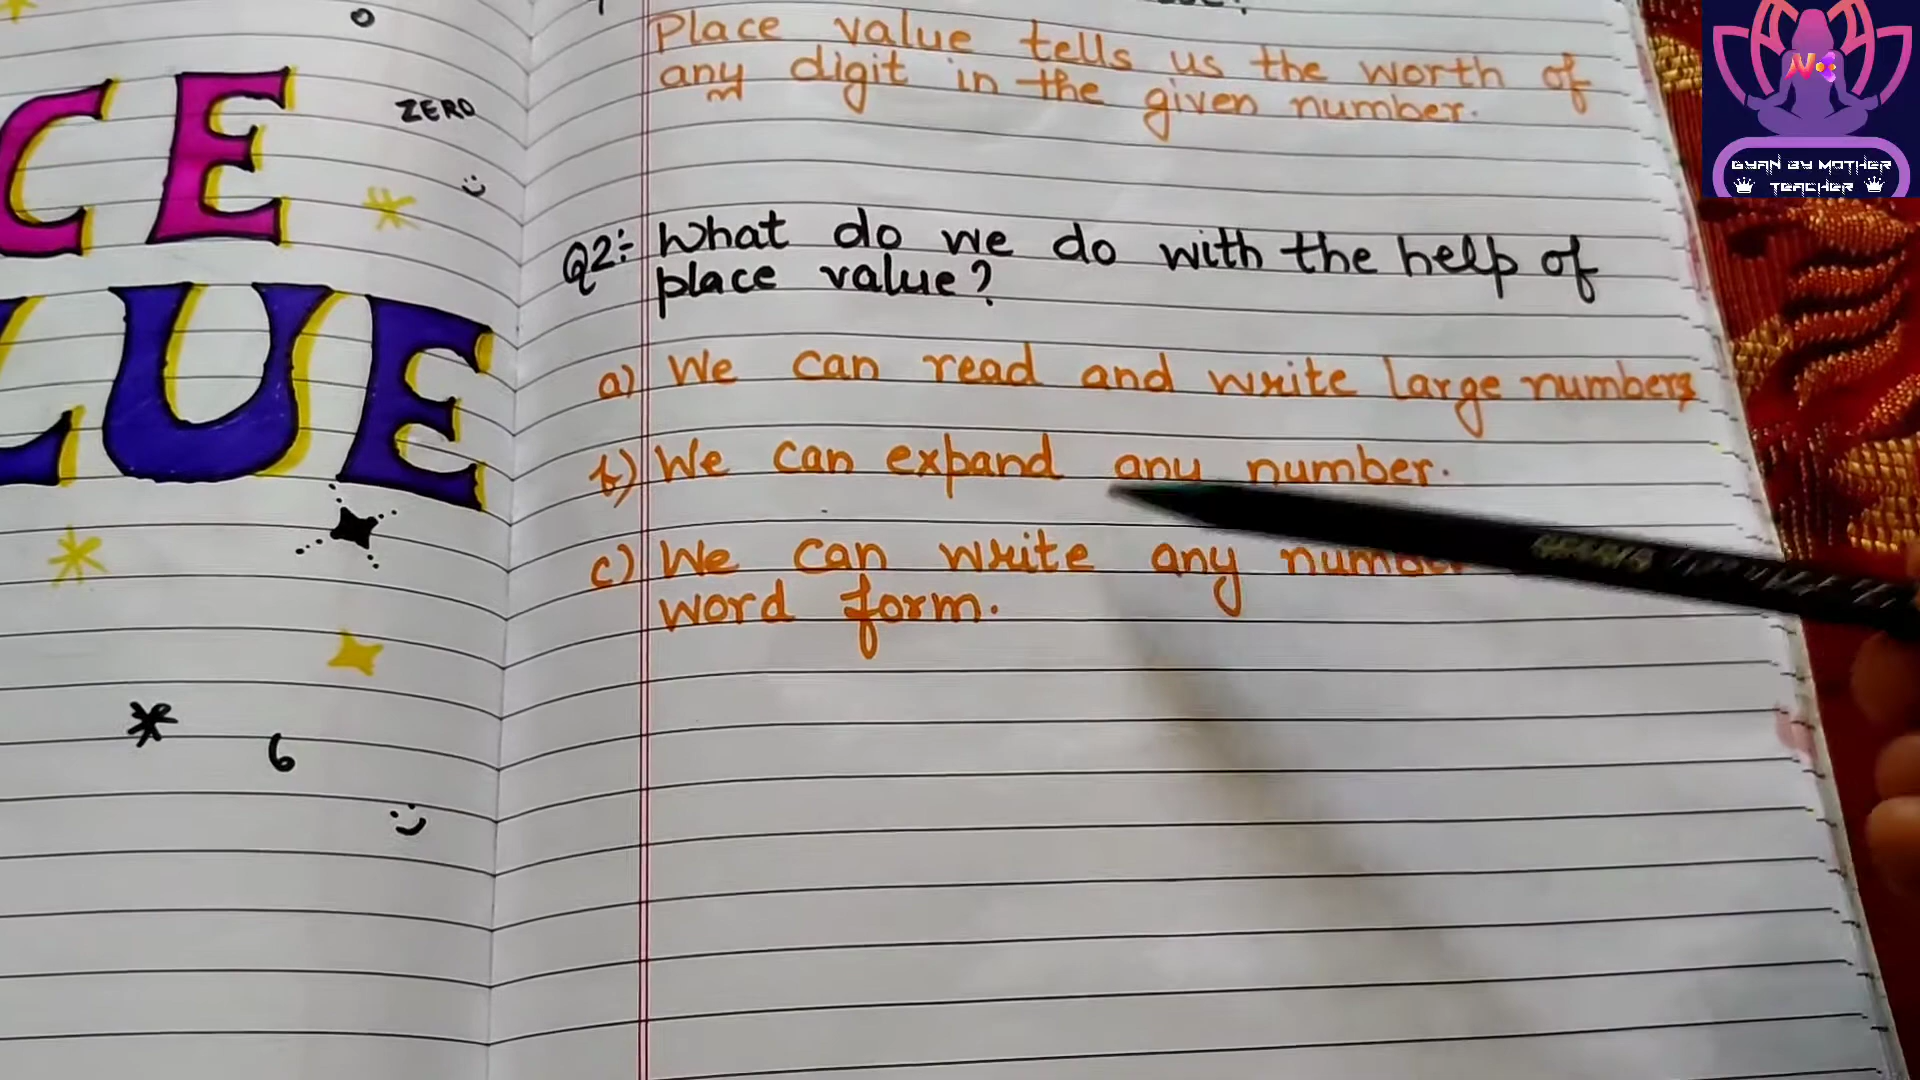 CE
UE
ZERO
6
Place value tells us the worth of
any digit in the given number.
Q2:- What do we do with the help of
place value?
a) We can read and write large numbers
b) We can expand any number.
c) We can write any
word form.
GYAN BY MOTHER
TEACHER